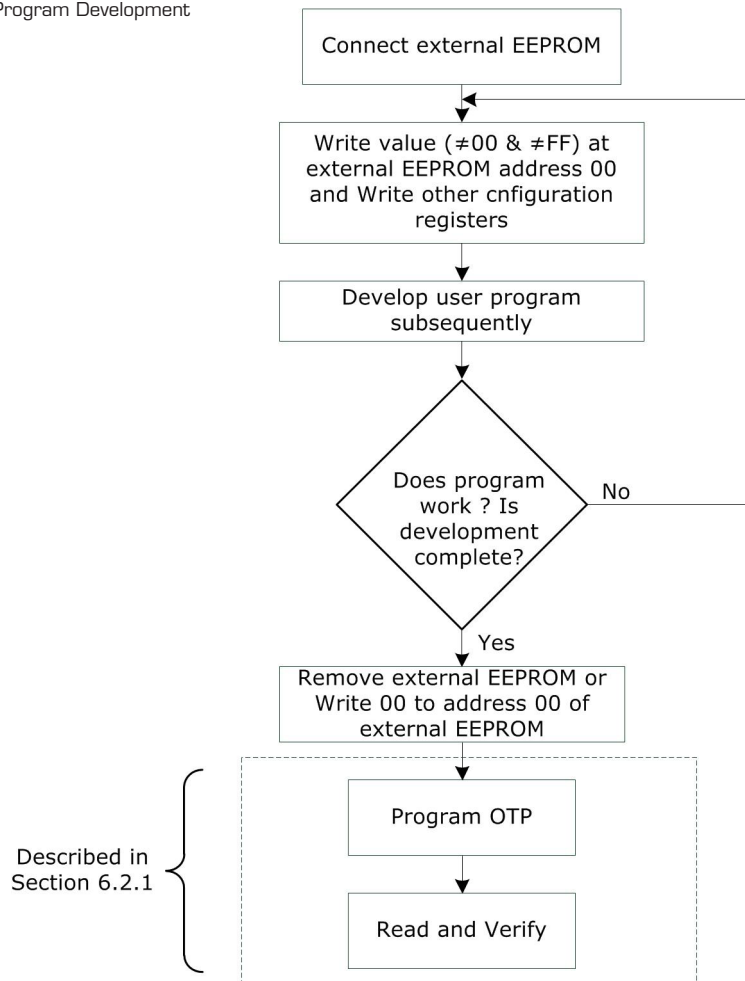 Program Development
Connect external EEPROM
Write value (≠00 & ≠FF) at
external EEPROM address 00
and Write other cnfiguration
registers
Develop user program
subsequently
Does program
work ? Is
development
complete?
No
Yes
Remove external EEPROM or
Write 00 to address 00 of
external EEPROM
Program OTP
Described in
Section 6.2.1
Read and Verify